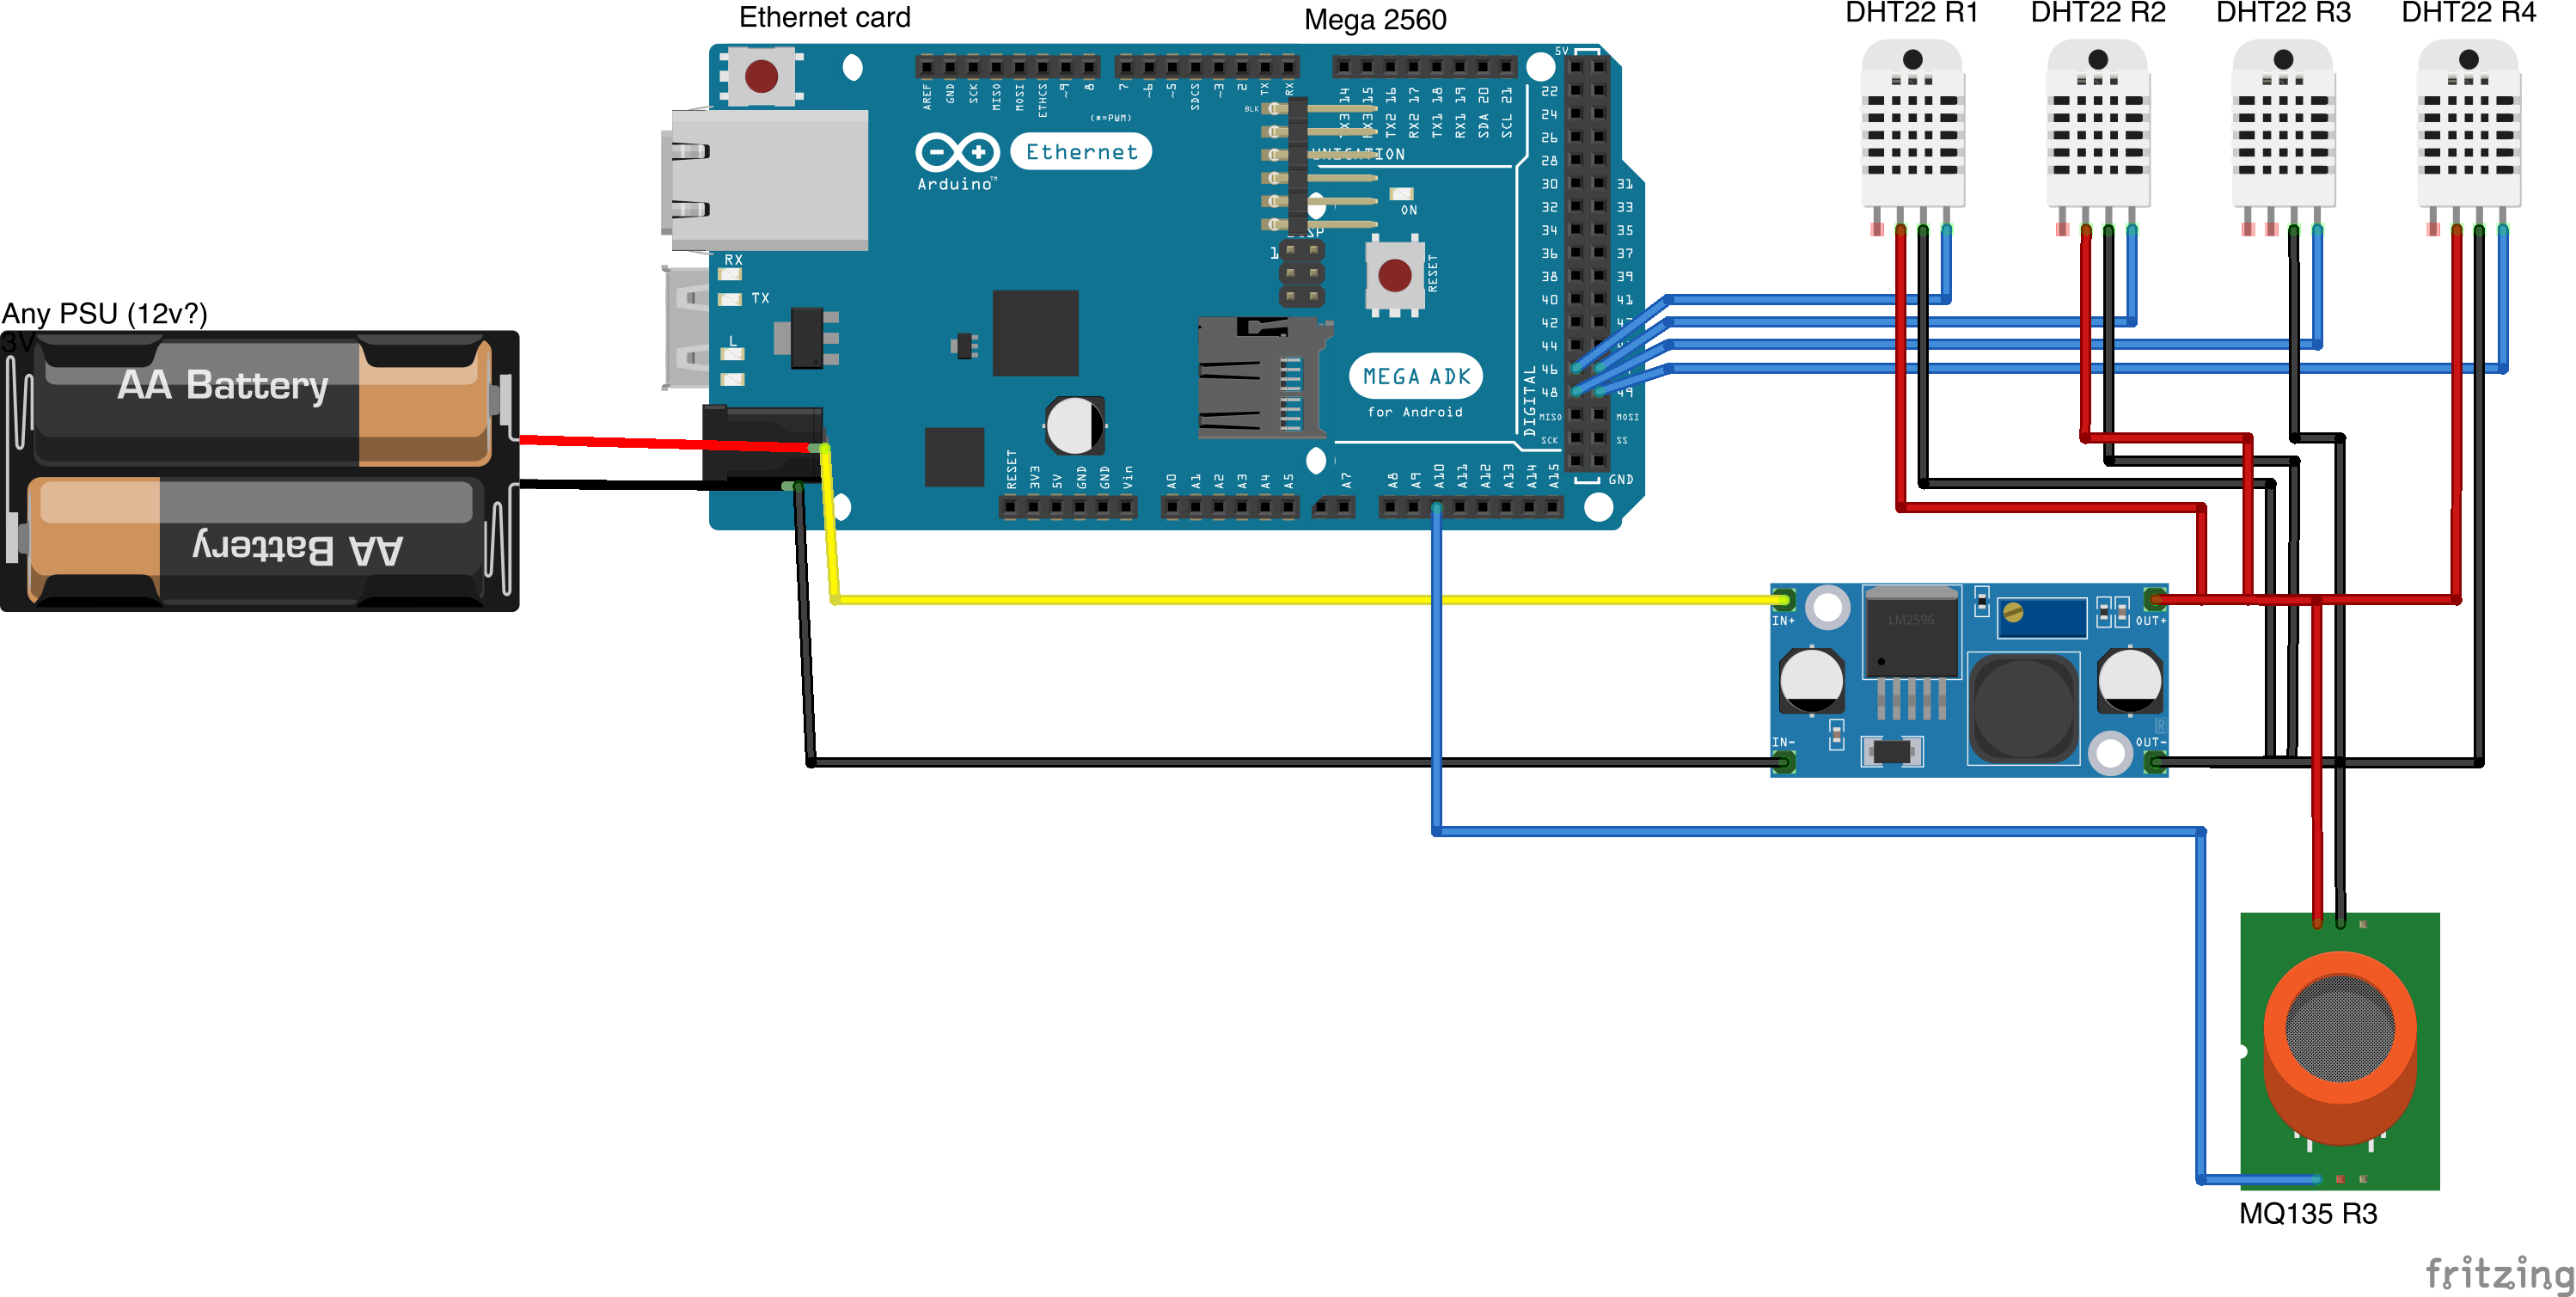 Ethernet card
Mega 2560
DHT22 R1
DHT22 R2
DHT22 R3
DHT22 R4
Any PSU (12v?)
3V
AA Battery
AA Battery
AREF
GND
SCK
MISO
MOSI
ETHCS
~9
8
7
~6
~5
SDCS
~3
2
TX
RX
(*=PWM)
BLK
Arduino™
Ethernet
TX3 14
RX3 15
TX2 16
RX2 17
TX1 18
RX1 19
SDA 20
SCL 21
5V
22
24
26
28
30 31
32 33
34 35
36 37
38 39
40 41
42
44
46
48 49
MISO MOSI
SCK SS
GND
DIGITAL
ON
RESET
1
RX
TX
L
MEGA ADK
for Android
RESET
3V3
5V
GND
GND
Vin
A0
A1
A2
A3
A4
A5
A7
A8
A9
A10
A11
A12
A13
A14
A15
IN+
LM2596
OUT+
IN-
OUT-
R
MQ135 R3
fritzing